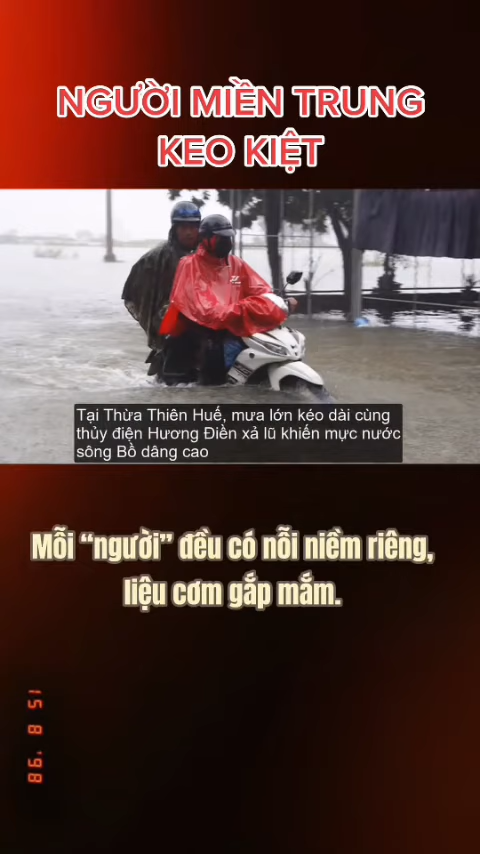 NGƯỜI MIỀN TRUNG
KEO KIỆT
Tại Thừa Thiên Huế, mưa lớn kéo dài cùng
thủy điện Hương Điền xả lũ khiến mực nước
sông Bồ dâng cao
Mỗi “người” đều có nỗi niềm riêng,
liệu cơm gắp mắm.
15 8 '98